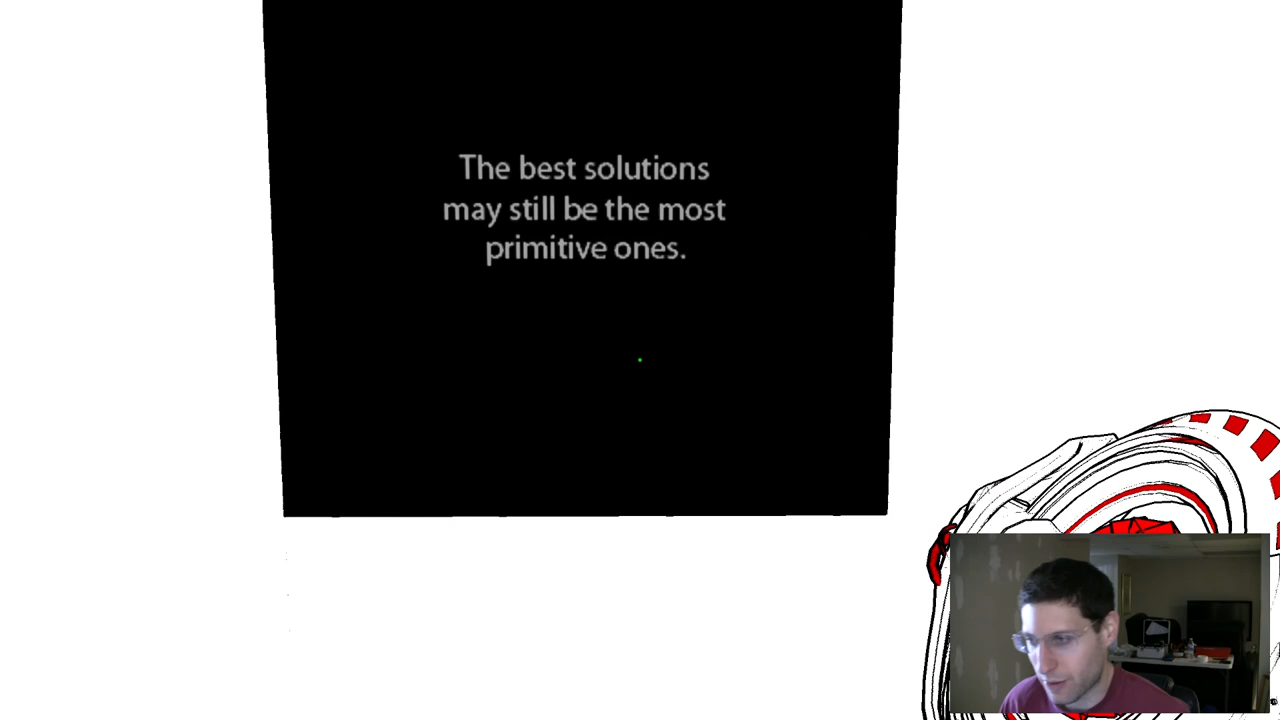 The best solutions
may still be the most
primitive ones.